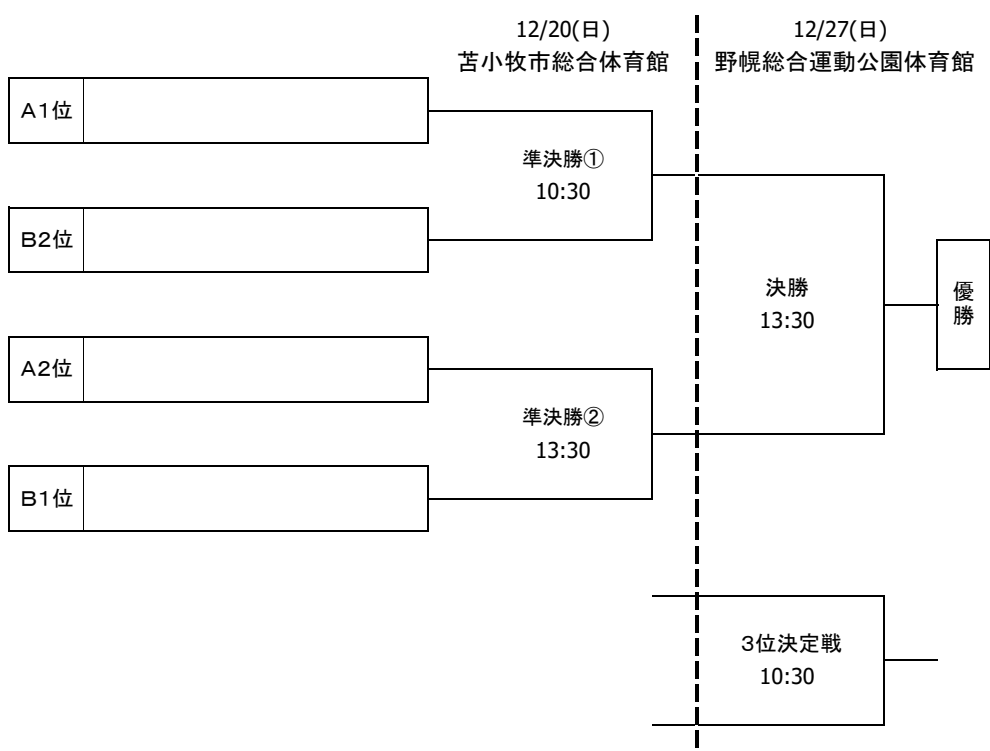 12/20(日)
苫小牧市総合体育館
12/27(日)
野幌総合運動公園体育館
A1位
準決勝①
10:30
B2位
決勝
13:30
優勝
A2位
準決勝②
13:30
B1位
3位決定戦
10:30